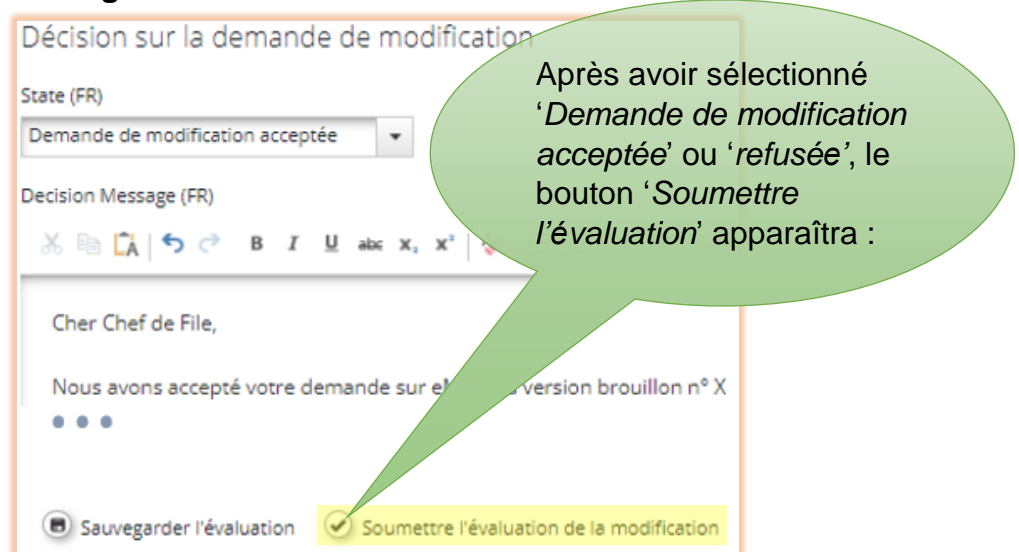 Décision sur la demande de modification
State (FR)
Demande de modification acceptée
Decision Message (FR)
B I U abc x₂ x²
Cher Chef de File,
Nous avons accepté votre demande sur version brouillon n° X
• • •
Sauvegarder l'évaluation Soumettre l'évaluation de la modification
Après avoir sélectionné
‘Demande de modification
acceptée’ ou ‘refusée’, le
bouton ‘Soumettre
l’évaluation’ apparaîtra :